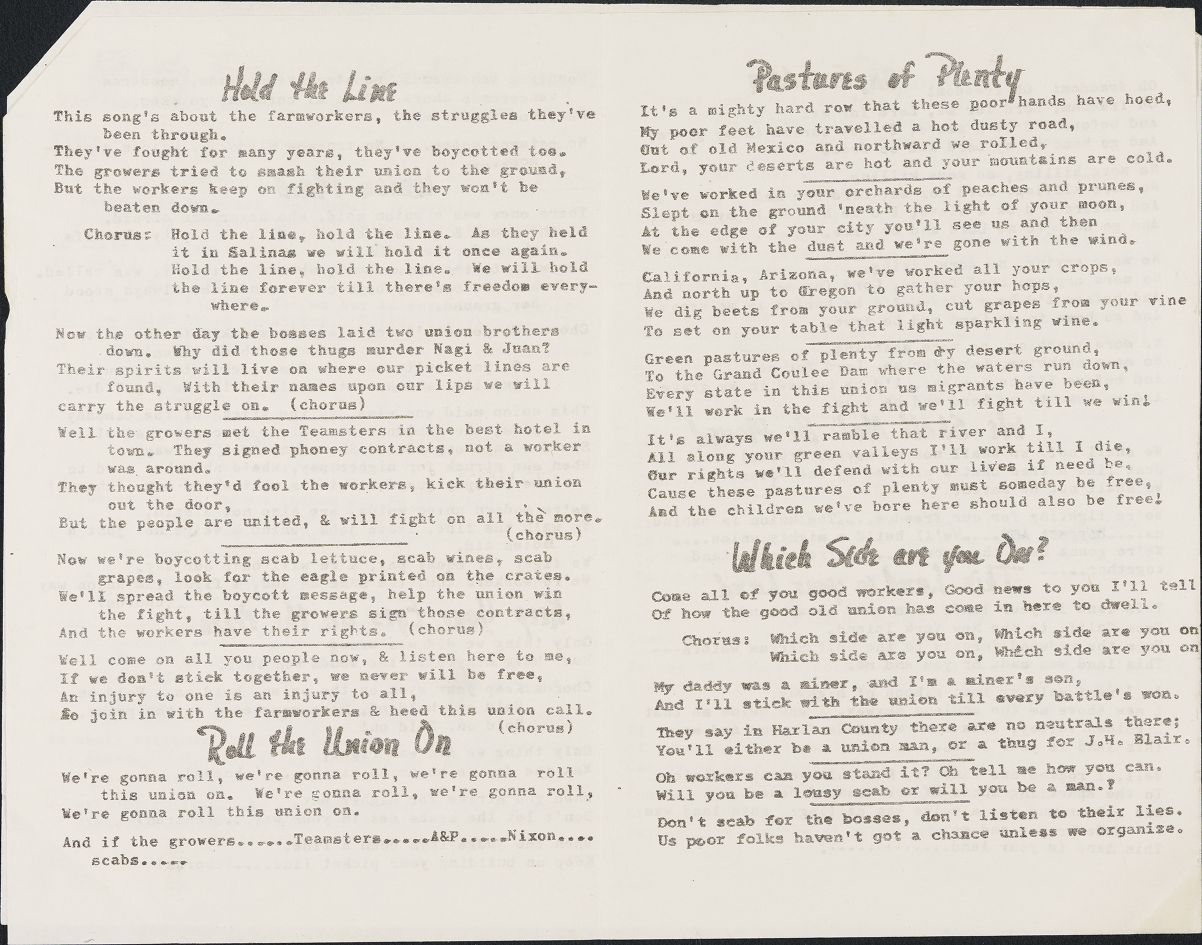 Hold the Line
This song's about the farmworkers, the struggles they've
been through.
They've fought for many years, they've boycotted too.
The growers tried to smash their union to the ground,
But the workers keep on fighting and they won't be
beaten down.
Chorus: Hold the line, hold the line. As they held
it in Salinas we will hold it once again.
Hold the line, hold the line. We will hold
the line forever till there's freedom every-
where.
Now the other day the bosses laid two union brothers
down. Why did those thugs murder Nagi & Juan?
Their spirits will live on where our picket lines are
found, With their names upon our lips we will
carry the struggle on. (chorus)
Well the growers met the Teamsters in the best hotel in
town. They signed phoney contracts, not a worker
was around.
They thought they'd fool the workers, kick their union
out the door,
But the people are united, & will fight on all the more.
(chorus)
Now we're boycotting scab lettuce, scab wines, scab
grapes, look for the eagle printed on the crates.
We'll spread the boycott message, help the union win
the fight, till the growers sign those contracts,
And the workers have their rights. (chorus)
Well come on all you people now, & listen here to me,
If we don't stick together, we never will be free,
An injury to one is an injury to all,
So join in with the farmworkers & heed this union call.
(chorus)
Roll the Union On
We're gonna roll, we're gonna roll, we're gonna roll
this union on. We're gonna roll, we're gonna roll,
We're gonna roll this union on.
And if the growers......Teamsters.....A&P.....Nixon....
scabs.....
Pastures of Plenty
It's a mighty hard row that these poor hands have hoed,
My poor feet have travelled a hot dusty road,
Out of old Mexico and northward we rolled,
Lord, your deserts are hot and your mountains are cold.
We've worked in your orchards of peaches and prunes,
Slept on the ground 'neath the light of your moon,
At the edge of your city you'll see us and then
We come with the dust and we're gone with the wind.
California, Arizona, we've worked all your crops,
And north up to Oregon to gather your hops,
We dig beets from your ground, cut grapes from your vine
To set on your table that light sparkling wine.
Green pastures of plenty from dry desert ground,
To the Grand Coulee Dam where the waters run down,
Every state in this union us migrants have been,
We'll work in the fight and we'll fight till we win!
It's always we'll ramble that river and I,
All along your green valleys I'll work till I die,
Our rights we'll defend with our lives if need be,
Cause these pastures of plenty must someday be free,
And the children we've bore here should also be free!
Which Side are you On?
Come all of you good workers, Good news to you I'll tell
Of how the good old union has come in here to dwell.
Chorus: Which side are you on, Which side are you on
Which side are you on, Which side are you on
My daddy was a miner, and I'm a miner's son,
And I'll stick with the union till every battle's won.
They say in Harlan County there are no neutrals there;
You'll either be a union man, or a thug for J.H. Blair.
Oh workers can you stand it? Oh tell me how you can.
Will you be a lousy scab or will you be a man.?
Don't scab for the bosses, don't listen to their lies.
Us poor folks haven't got a chance unless we organize.